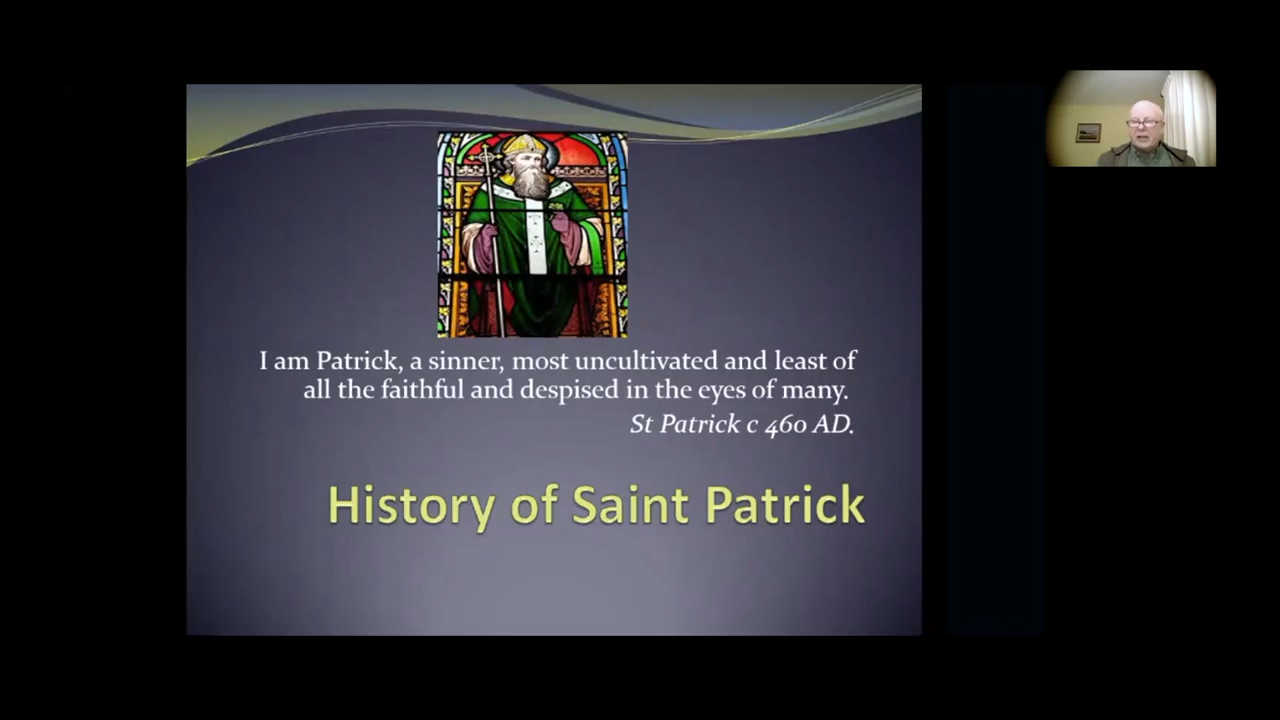 I am Patrick, a sinner, most uncultivated and least of
all the faithful and despised in the eyes of many.
St Patrick c 460 AD.
History of Saint Patrick